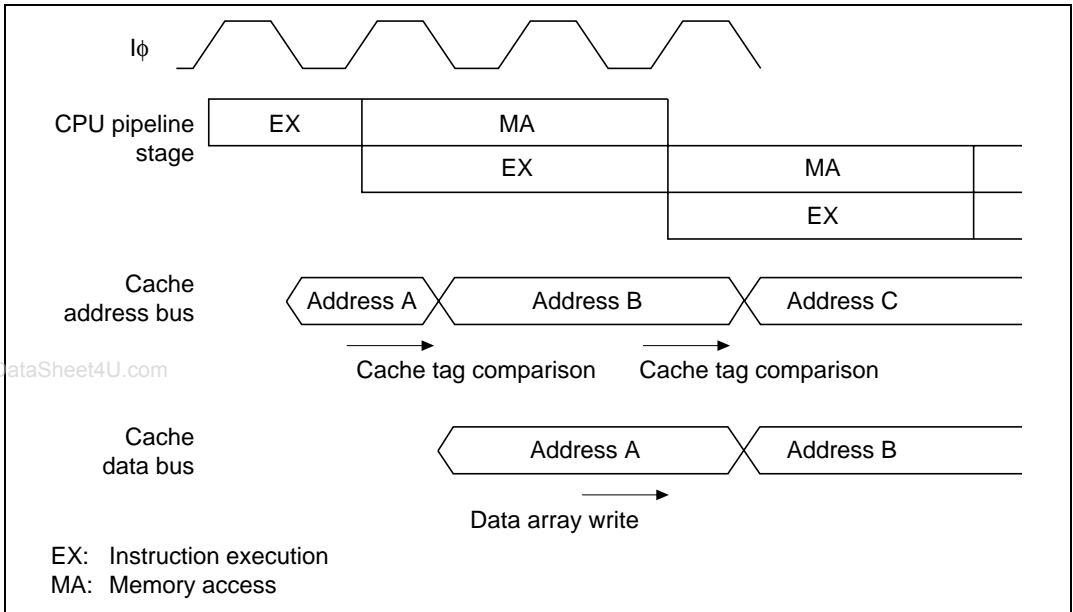 Iϕ
CPU pipeline
stage
EX
MA
EX
MA
EX
Cache
address bus
Address A
Address B
Address C
Cache tag comparison
Cache tag comparison
DataSheet4U.com
Cache
data bus
Address A
Address B
Data array write
EX: Instruction execution
MA: Memory access